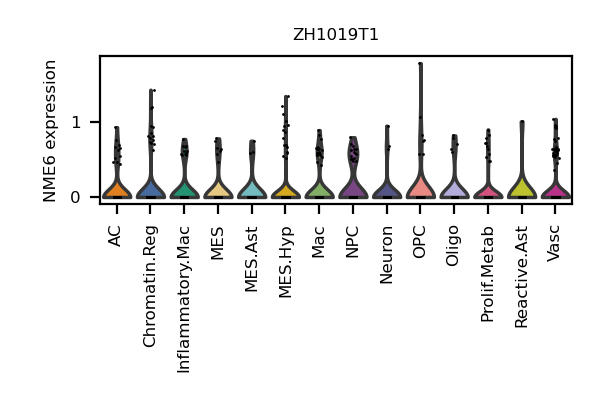 ZH1019T1
NME6 expression
1
0
AC
Chromatin.Reg
Inflammatory.Mac
MES
MES.Ast
MES.Hyp
Mac
NPC
Neuron
OPC
Oligo
Prolif.Metab
Reactive.Ast
Vasc